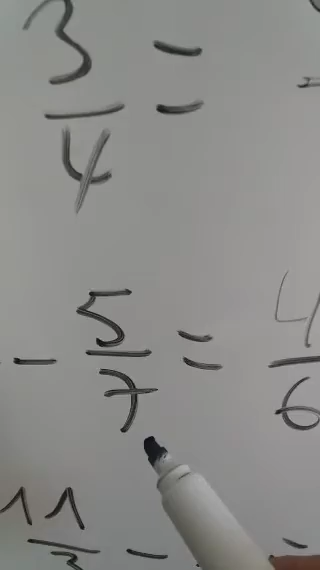 3/4 =
- 5/7 = 4/6
11/3 - -